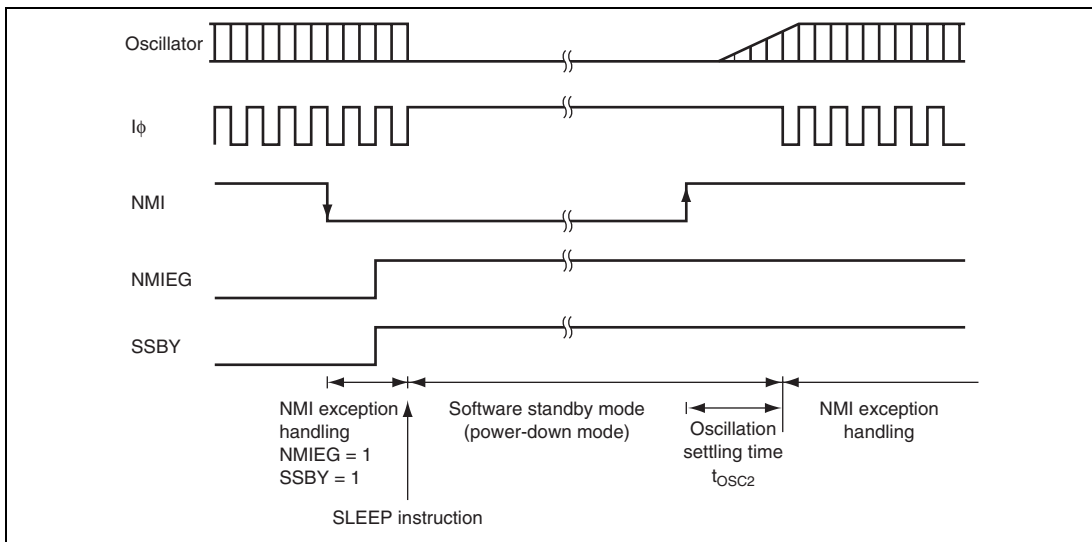 Oscillator
Iϕ
NMI
NMIEG
SSBY
NMI exception
handling
NMIEG = 1
SSBY = 1
Software standby mode
(power-down mode)
Oscillation
settling time
tOSC2
NMI exception
handling
SLEEP instruction